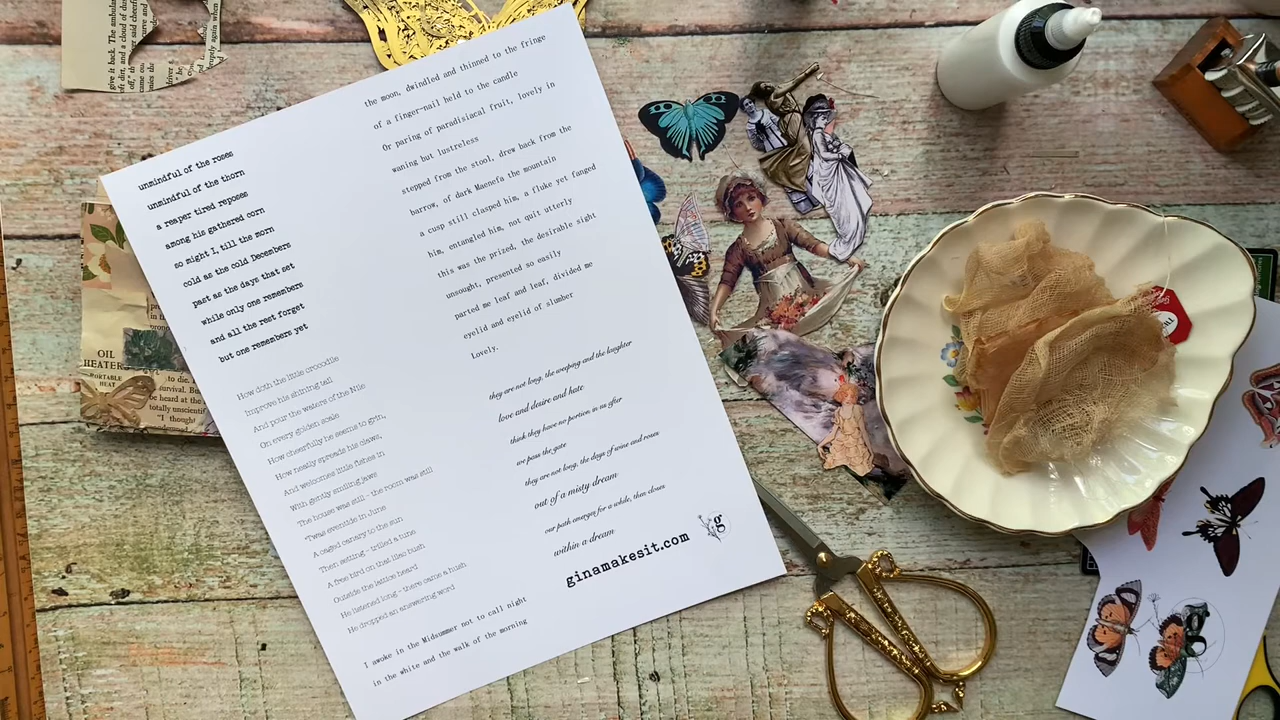 unmindful of the roses
unmindful of the thorn
a reaper tired reposes
among his gathered corn
so might I, till the morn
cold as the cold Decembers
past as the days that set
while only one remembers
and all the rest forget
but one remembers yet
How doth the little crocodile
Improve his shining tail
And pour the waters of the Nile
On every golden scale
How cheerfully he seems to grin,
How neatly spreads his claws,
And welcomes little fishes in
With gently smiling jaws
The house was still - the room was still
'Twas eventide in June
A caged canary to the sun
Then setting - trilled a tune
A free bird on that lilac bush
Outside the lattice heard
He listened long - there came a hush
He dropped an answering word
I awoke in the Midsummer not to call night
in the white and the walk of the morning
the moon, dwindled and thinned to the fringe
of a finger-nail held to the candle
Or paring of paradisiacal fruit, lovely in
waning but lustreless
stepped from the stool, drew back from the
barrow, of dark Maenefa the mountain
a cusp still clasped him, a fluke yet fanged
him, entangled him, not quit utterly
this was the prized, the desirable sight
unsought, presented so easily
parted me leaf and leaf, divided me
eyelid and eyelid of slumber
Lovely.
they are not long, the weeping and the laughter
love and desire and hate
think they have no portion in us after
we pass the gate
they are not long, the days of wine and roses
out of a misty dream
our path emerges for a while, then closes
within a dream
ginamakesit.com
g
OIL
HEATERS
PORTABLE
HEAT
to die.
survival.
be heard at the
totally unscientif
"I though
give it back. The ambulan